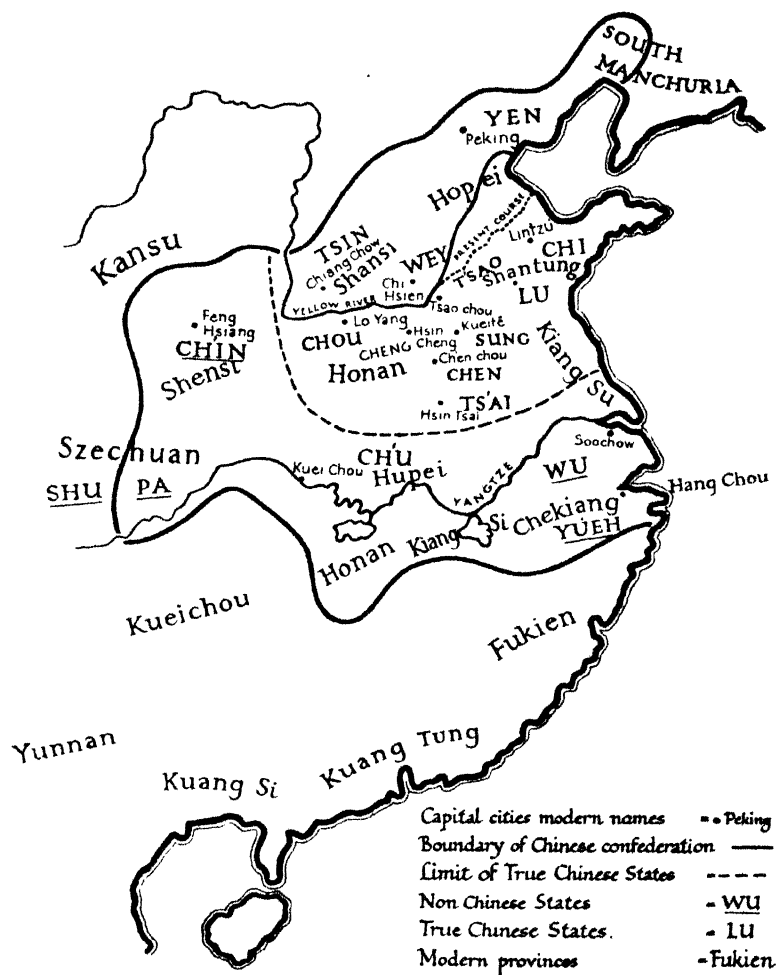 SOUTH
MANCHURIA
YEN
Peking
Hopei
Kansu
TSIN
Chiang Chow
Shansi
WEY
PRESENT COURSE
Lintzu
CHI
TSAO
Shantung
LU
Chi
Hsien
YELLOW RIVER
Tsao chou
Feng
Hsiang
CHIN
Shensi
Lo Yang
CHOU
Hsin
CHENG Cheng
Kueitê
SUNG
Honan
Chen chou
CHEN
Kiang Su
TS'AI
Hsin Tsai
Szechuan
SHU
PA
Kuei Chou
CH'U
Hupei
YANGTZE
Soochow
WU
Hang Chou
Chekiang
YÜEH
Honan
Kiang Si
Kueichou
Fukien
Yunnan
Kuang Si
Kuang Tung
Capital cities modern names -• Peking
Boundary of Chinese confederation
Limit of True Chinese States
Non Chinese States - WU
True Chinese States. - LU
Modern provinces - Fukien